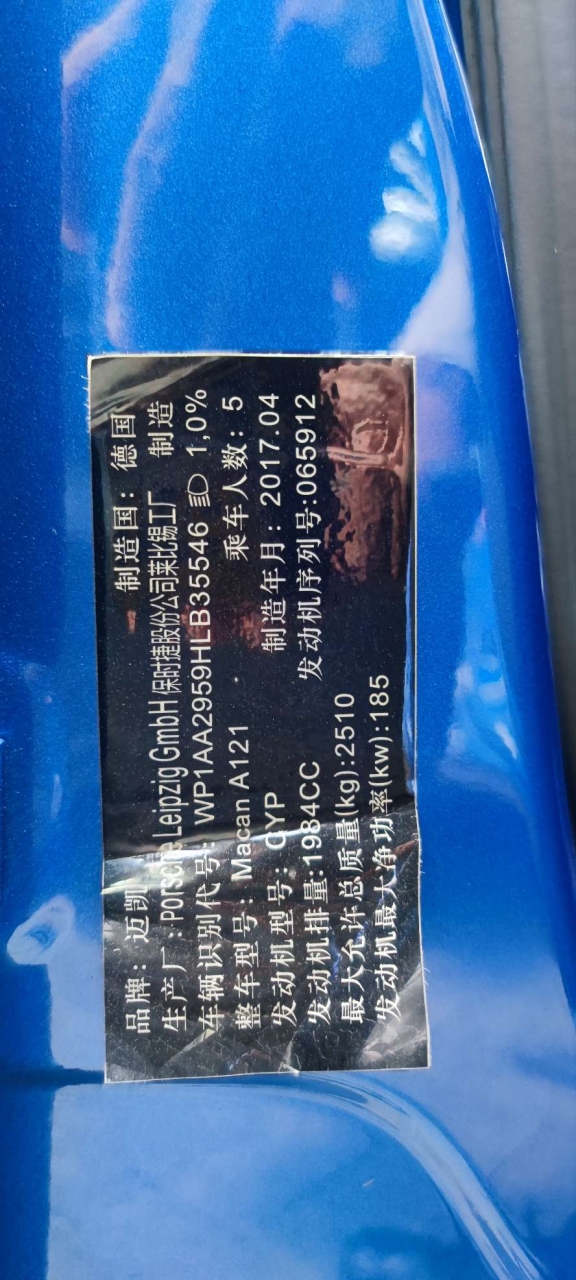 品牌：迈凯 制造国：德国
生产厂：Porsche Leipzig GmbH 保时捷股份公司莱比锡工厂 制造
车辆识别代号：WP1AA2959HLB35546 1,0%
整车型号：Macan A121 乘车人数：5
发动机型号：CYP 制造年月：2017.04
发动机排量:1984CC 发动机序列号:065912
最大允许总质量(kg):2510
发动机最大净功率(kw):185